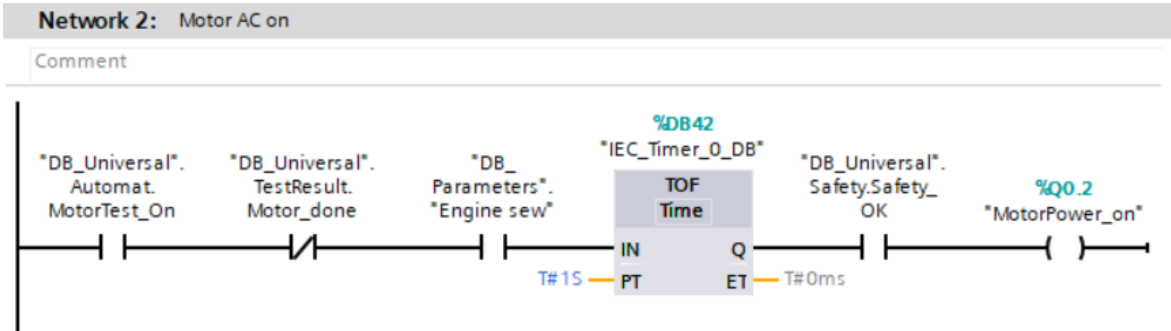 Network 2: Motor AC on
Comment
%DB42
"IEC_Timer_0_DB"
"DB_Universal".
Automat.
MotorTest_On
"DB_Universal".
TestResult.
Motor_done
"DB_
Parameters".
"Engine sew"
TOF
Time
"DB_Universal".
Safety.Safety_
OK
%Q0.2
"MotorPower_on"
IN
Q
T#1S
PT
ET
T#0ms